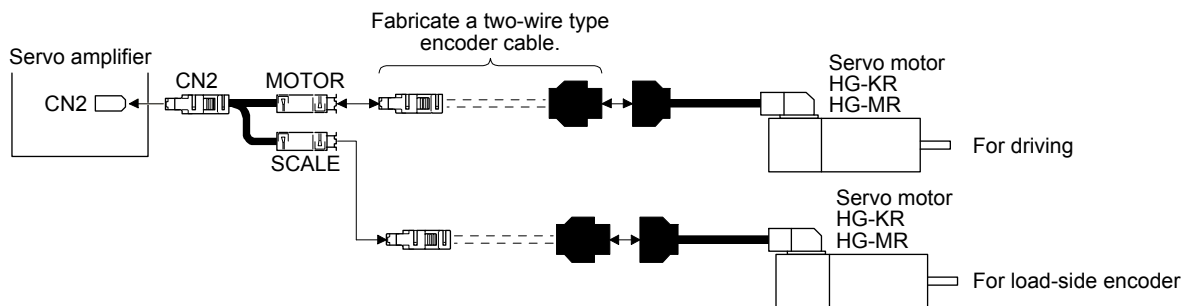 Fabricate a two-wire type
encoder cable.
Servo amplifier
CN2
MOTOR
CN2
SCALE
Servo motor
HG-KR
HG-MR
For driving
Servo motor
HG-KR
HG-MR
For load-side encoder